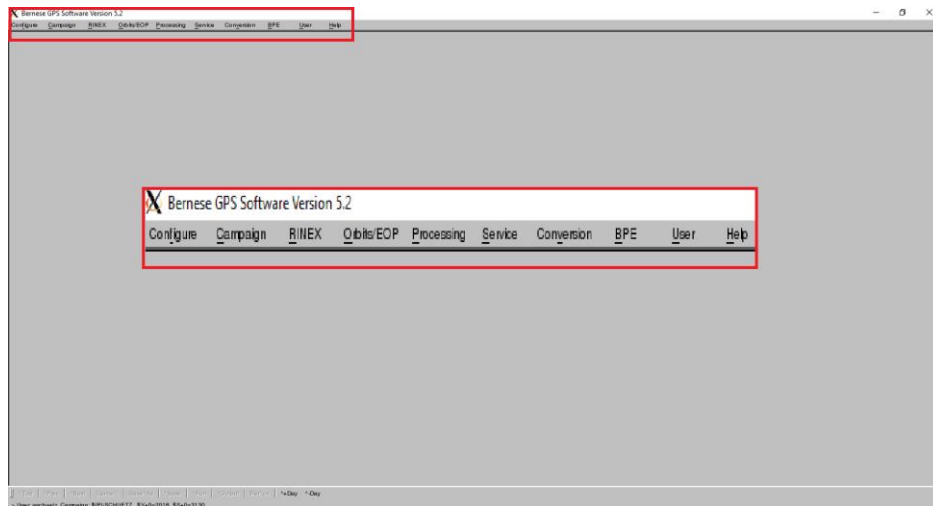 Bernese GPS Software Version 5.2
Configure Campaign RINEX Orbits/EOP Processing Service Conversion BPE User Help
Bernese GPS Software Version 5.2
Configure Campaign RINEX Orbits/EOP Processing Service Conversion BPE User Help
^+Day ^-Day